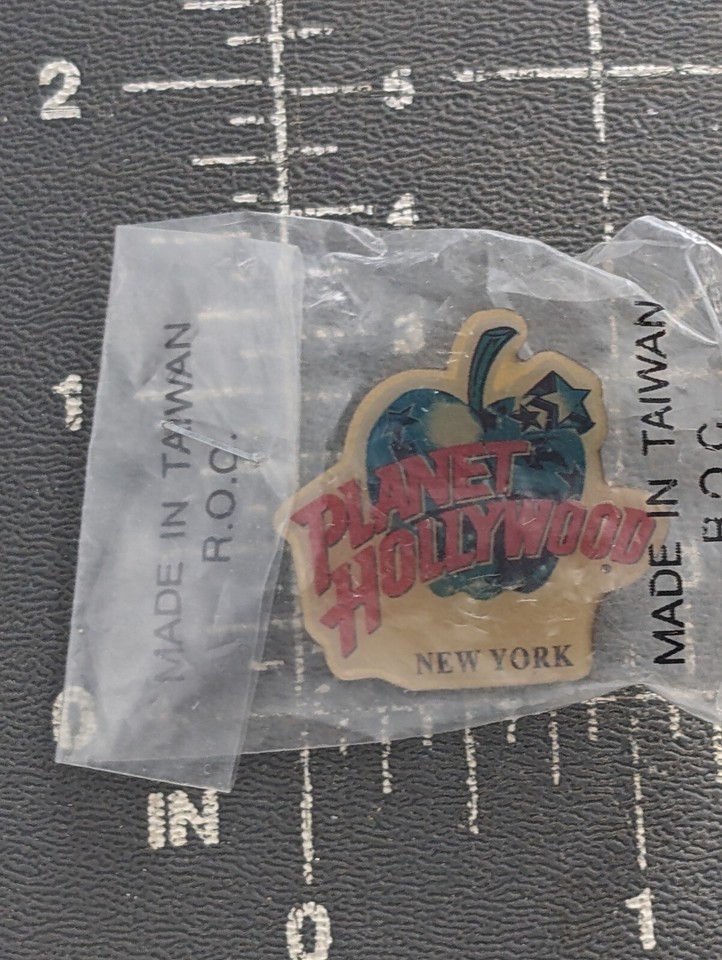 2
5
4
3
1
MADE IN TAIWAN
R.O.C.
PLANET
HOLLYWOOD
®
NEW YORK
MADE IN TAIWAN
R.O.C.
0
IN
0
1